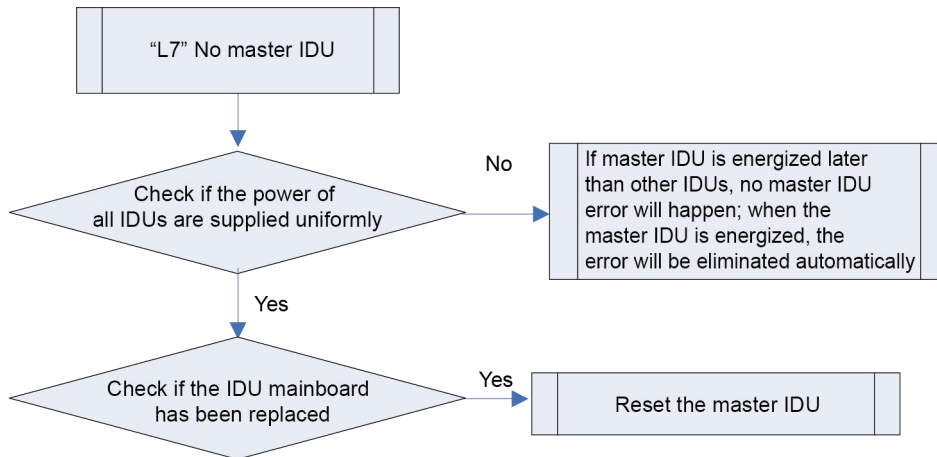 “L7” No master IDU
No
If master IDU is energized later
than other IDUs, no master IDU
error will happen; when the
master IDU is energized, the
error will be eliminated automatically
Check if the power of
all IDUs are supplied uniformly
Yes
Check if the IDU mainboard
has been replaced
Yes
Reset the master IDU